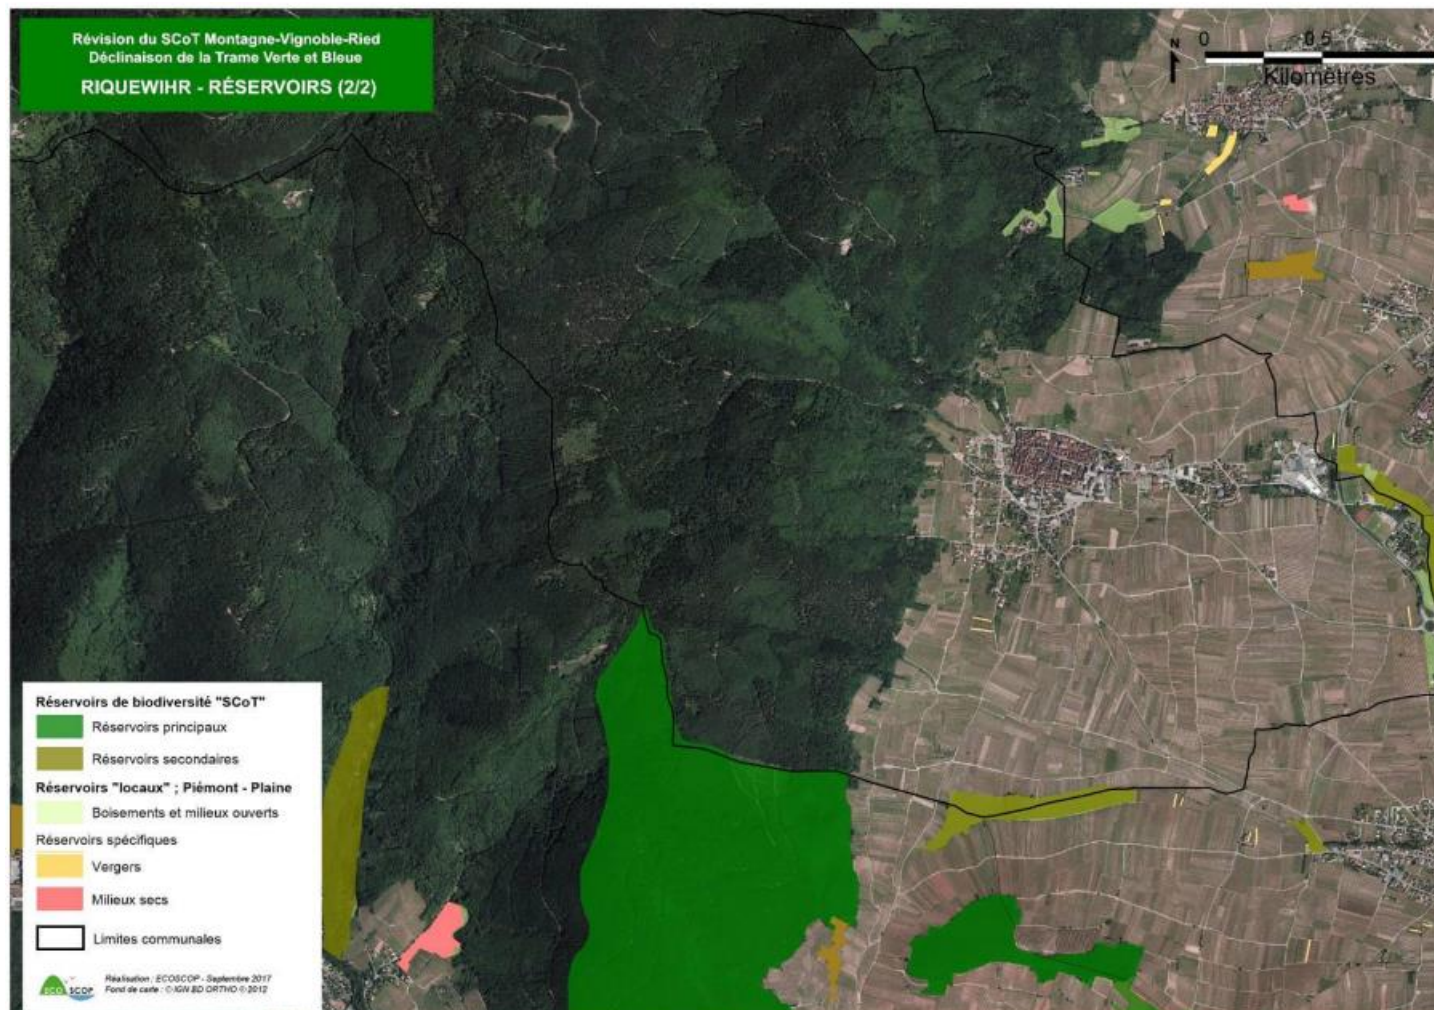 Révision du SCoT Montagne-Vignoble-Ried
Déclinaison de la Trame Verte et Bleue
RIQUEWIHR - RÉSERVOIRS (2/2)
N
0 0.5
Kilomètres
Réservoirs de biodiversité "SCoT"
Réservoirs principaux
Réservoirs secondaires
Réservoirs "locaux" ; Piémont - Plaine
Boisements et milieux ouverts
Réservoirs spécifiques
Vergers
Milieux secs
Limites communales
ECO SCOP
Réalisation : ECOSCOP - Septembre 2017
Fond de carte : © IGN BD ORTHO © 2012